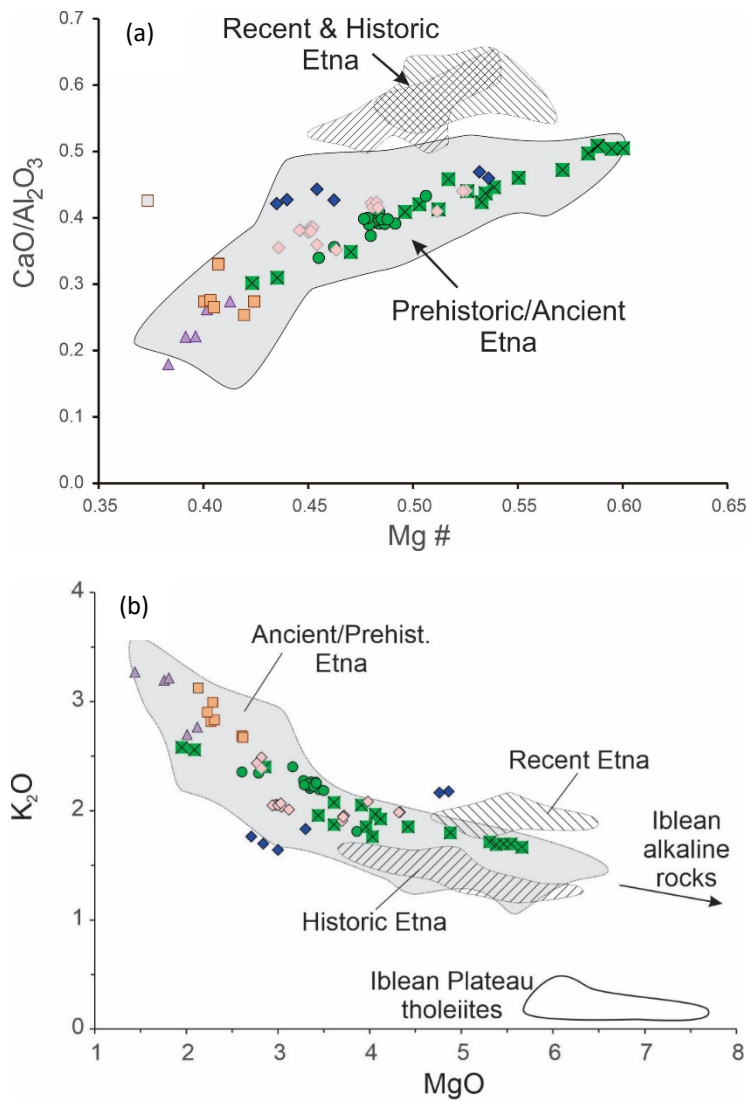 (a)
Recent & Historic
Etna
Prehistoric/Ancient
Etna
CaO/Al₂O₃
0.7
0.6
0.5
0.4
0.3
0.2
0.1
0.0
0.35
0.40
0.45
0.50
0.55
0.60
0.65
Mg #
(b)
Ancient/Prehist.
Etna
Recent Etna
Iblean
alkaline
rocks
Historic Etna
Iblean Plateau
tholeiites
K₂O
4
3
2
1
0
1
2
3
4
5
6
7
8
MgO